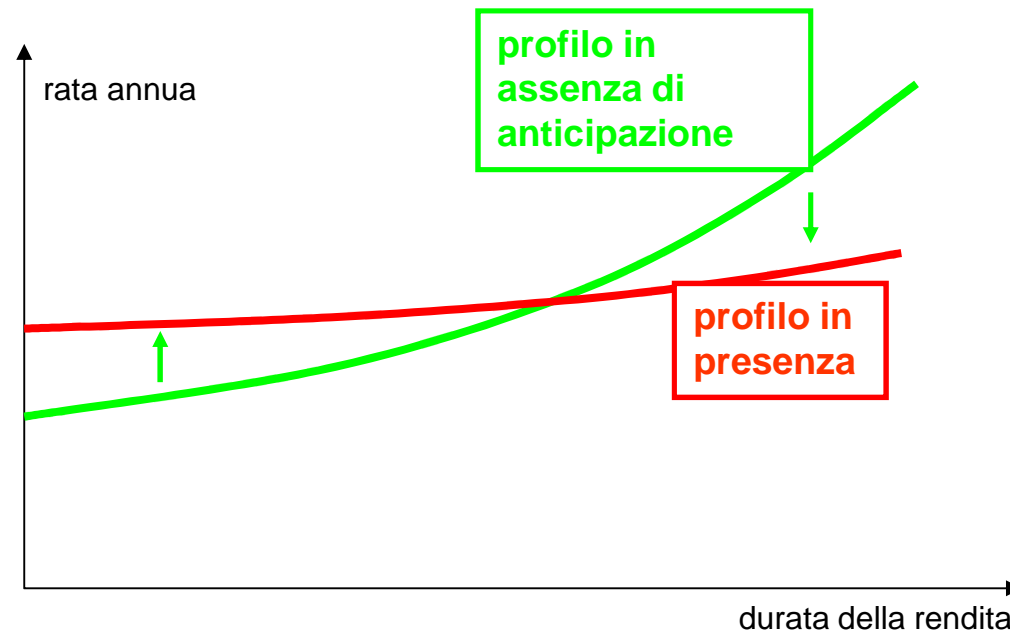 profilo in
assenza di
anticipazione
rata annua
profilo in
presenza
durata della rendita